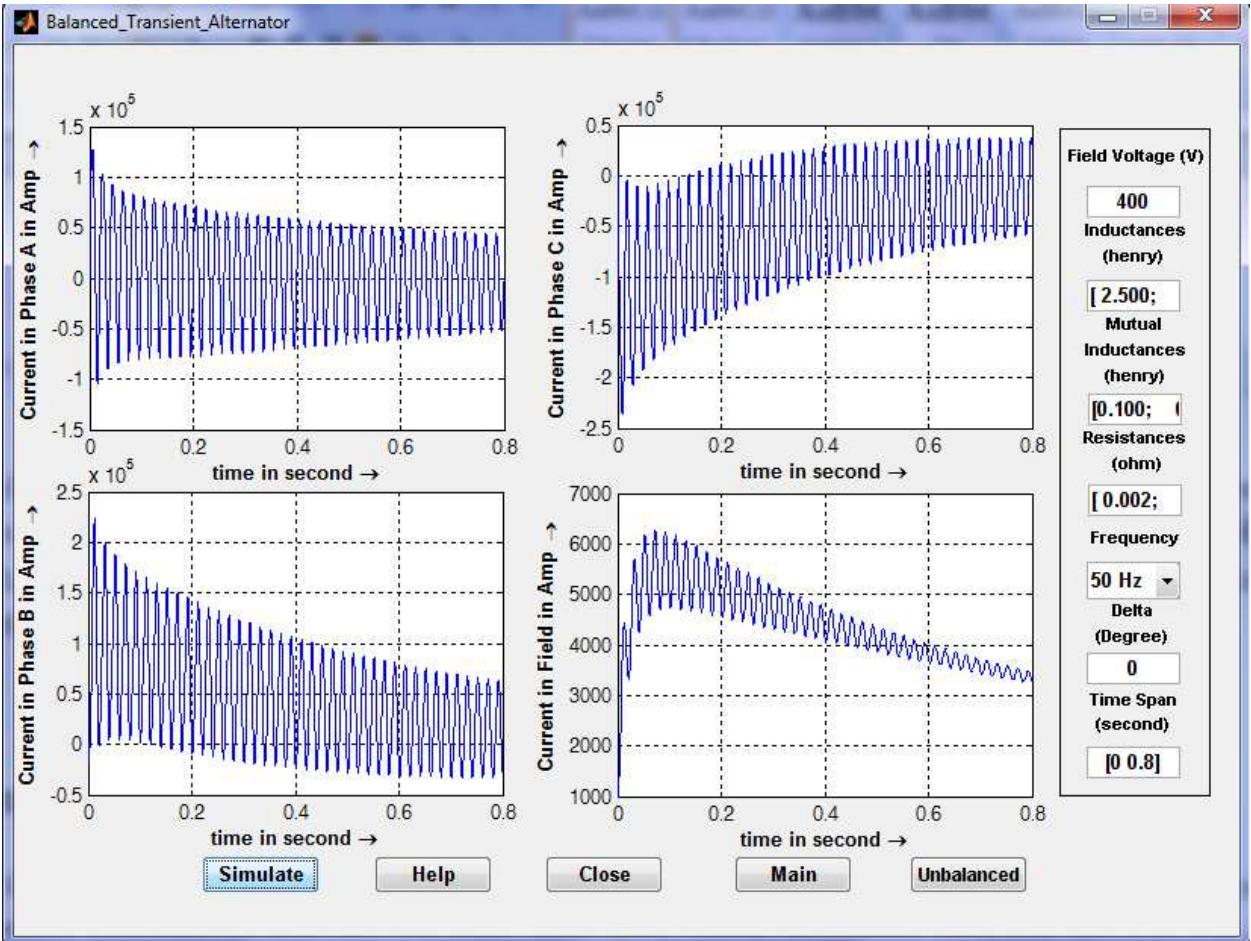 Balanced_Transient_Alternator
x 10^5
1.5
1
0.5
0
-0.5
-1
-1.5
0 0.2 0.4 0.6 0.8
Current in Phase A in Amp →
time in second →
0.5
x 10^5
0
-0.5
-1
-1.5
-2
-2.5
0 0.2 0.4 0.6 0.8
Current in Phase C in Amp →
time in second →
x 10^5
2.5
2
1.5
1
0.5
0
-0.5
0 0.2 0.4 0.6 0.8
Current in Phase B in Amp →
time in second →
7000
6000
5000
4000
3000
2000
1000
0 0.2 0.4 0.6 0.8
Current in Field in Amp →
time in second →
Field Voltage (V)
400
Inductances
(henry)
[ 2.500;
Mutual
Inductances
(henry)
[0.100;
Resistances
(ohm)
[ 0.002;
Frequency
50 Hz
Delta
(Degree)
0
Time Span
(second)
[0 0.8]
Simulate Help Close Main Unbalanced